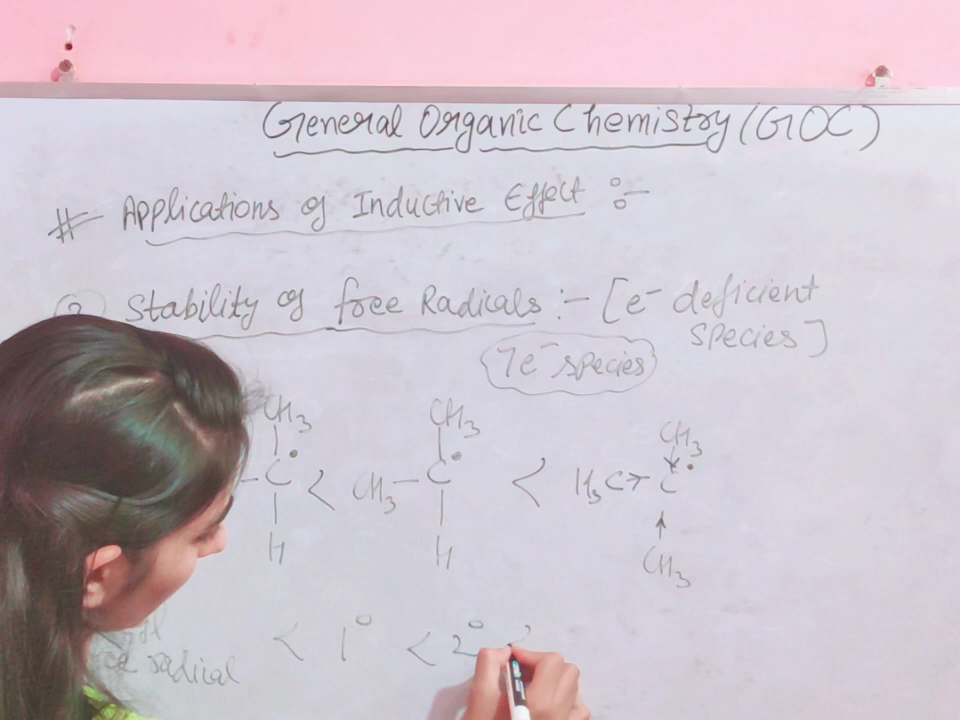 General Organic Chemistry (GOC)
# Applications of Inductive Effect :-
Stability of free Radicals :- [e⁻ deficient
species]
7e⁻ species
CH₃ CH₃ CH₃
-C• < CH₃-C• < H₃C→C•
H H CH₃
radical < 1° < 2° <